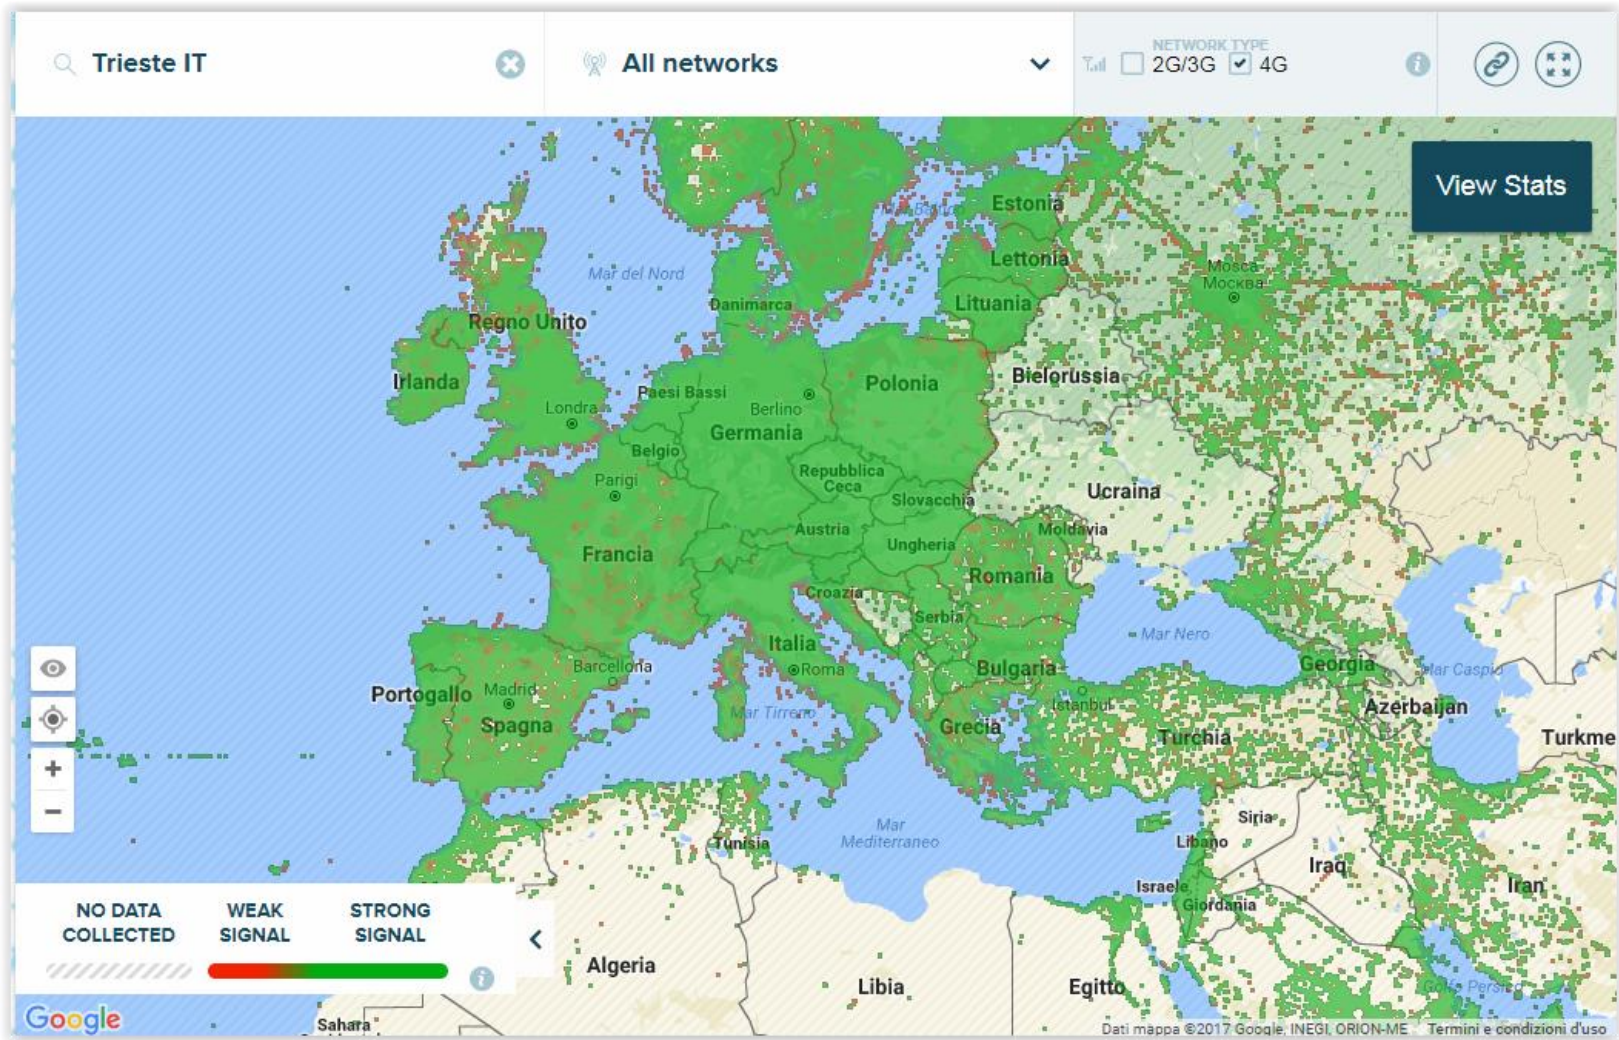 Trieste IT
All networks
NETWORK TYPE
2G/3G
4G
View Stats
Estonia
Lettonia
Mar del Nord
Mosca
Москва
Danimarca
Lituania
Regno Unito
Irlanda
Bielorussia
Polonia
Paesi Bassi
Londra
Berlino
Germania
Belgio
Repubblica
Ceca
Parigi
Slovacchia
Ucraina
Austria
Moldavia
Ungheria
Francia
Romania
Croazia
Serbia
Mar Nero
Italia
Barcellona
Roma
Bulgaria
Georgia
Mar Caspio
Portogallo
Madrid
Istanbul
Azerbaijan
Mar Tirreno
Spagna
Grecia
Turchia
Turkme
+
−
Siria
Mar
Mediterraneo
Tunisia
Libano
Iraq
Israele
Iran
Giordania
NO DATA
COLLECTED
WEAK
SIGNAL
STRONG
SIGNAL
Algeria
Libia
Egitto
Golfo Persico
Google
Sahara
Dati mappa ©2017 Google, INEGI, ORION-ME
Termini e condizioni d'uso